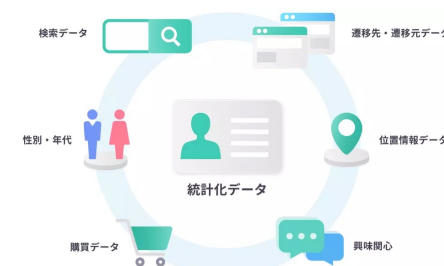 検索データ
遷移先・遷移元データ
性別・年代
位置情報データ
統計化データ
購買データ
興味関心